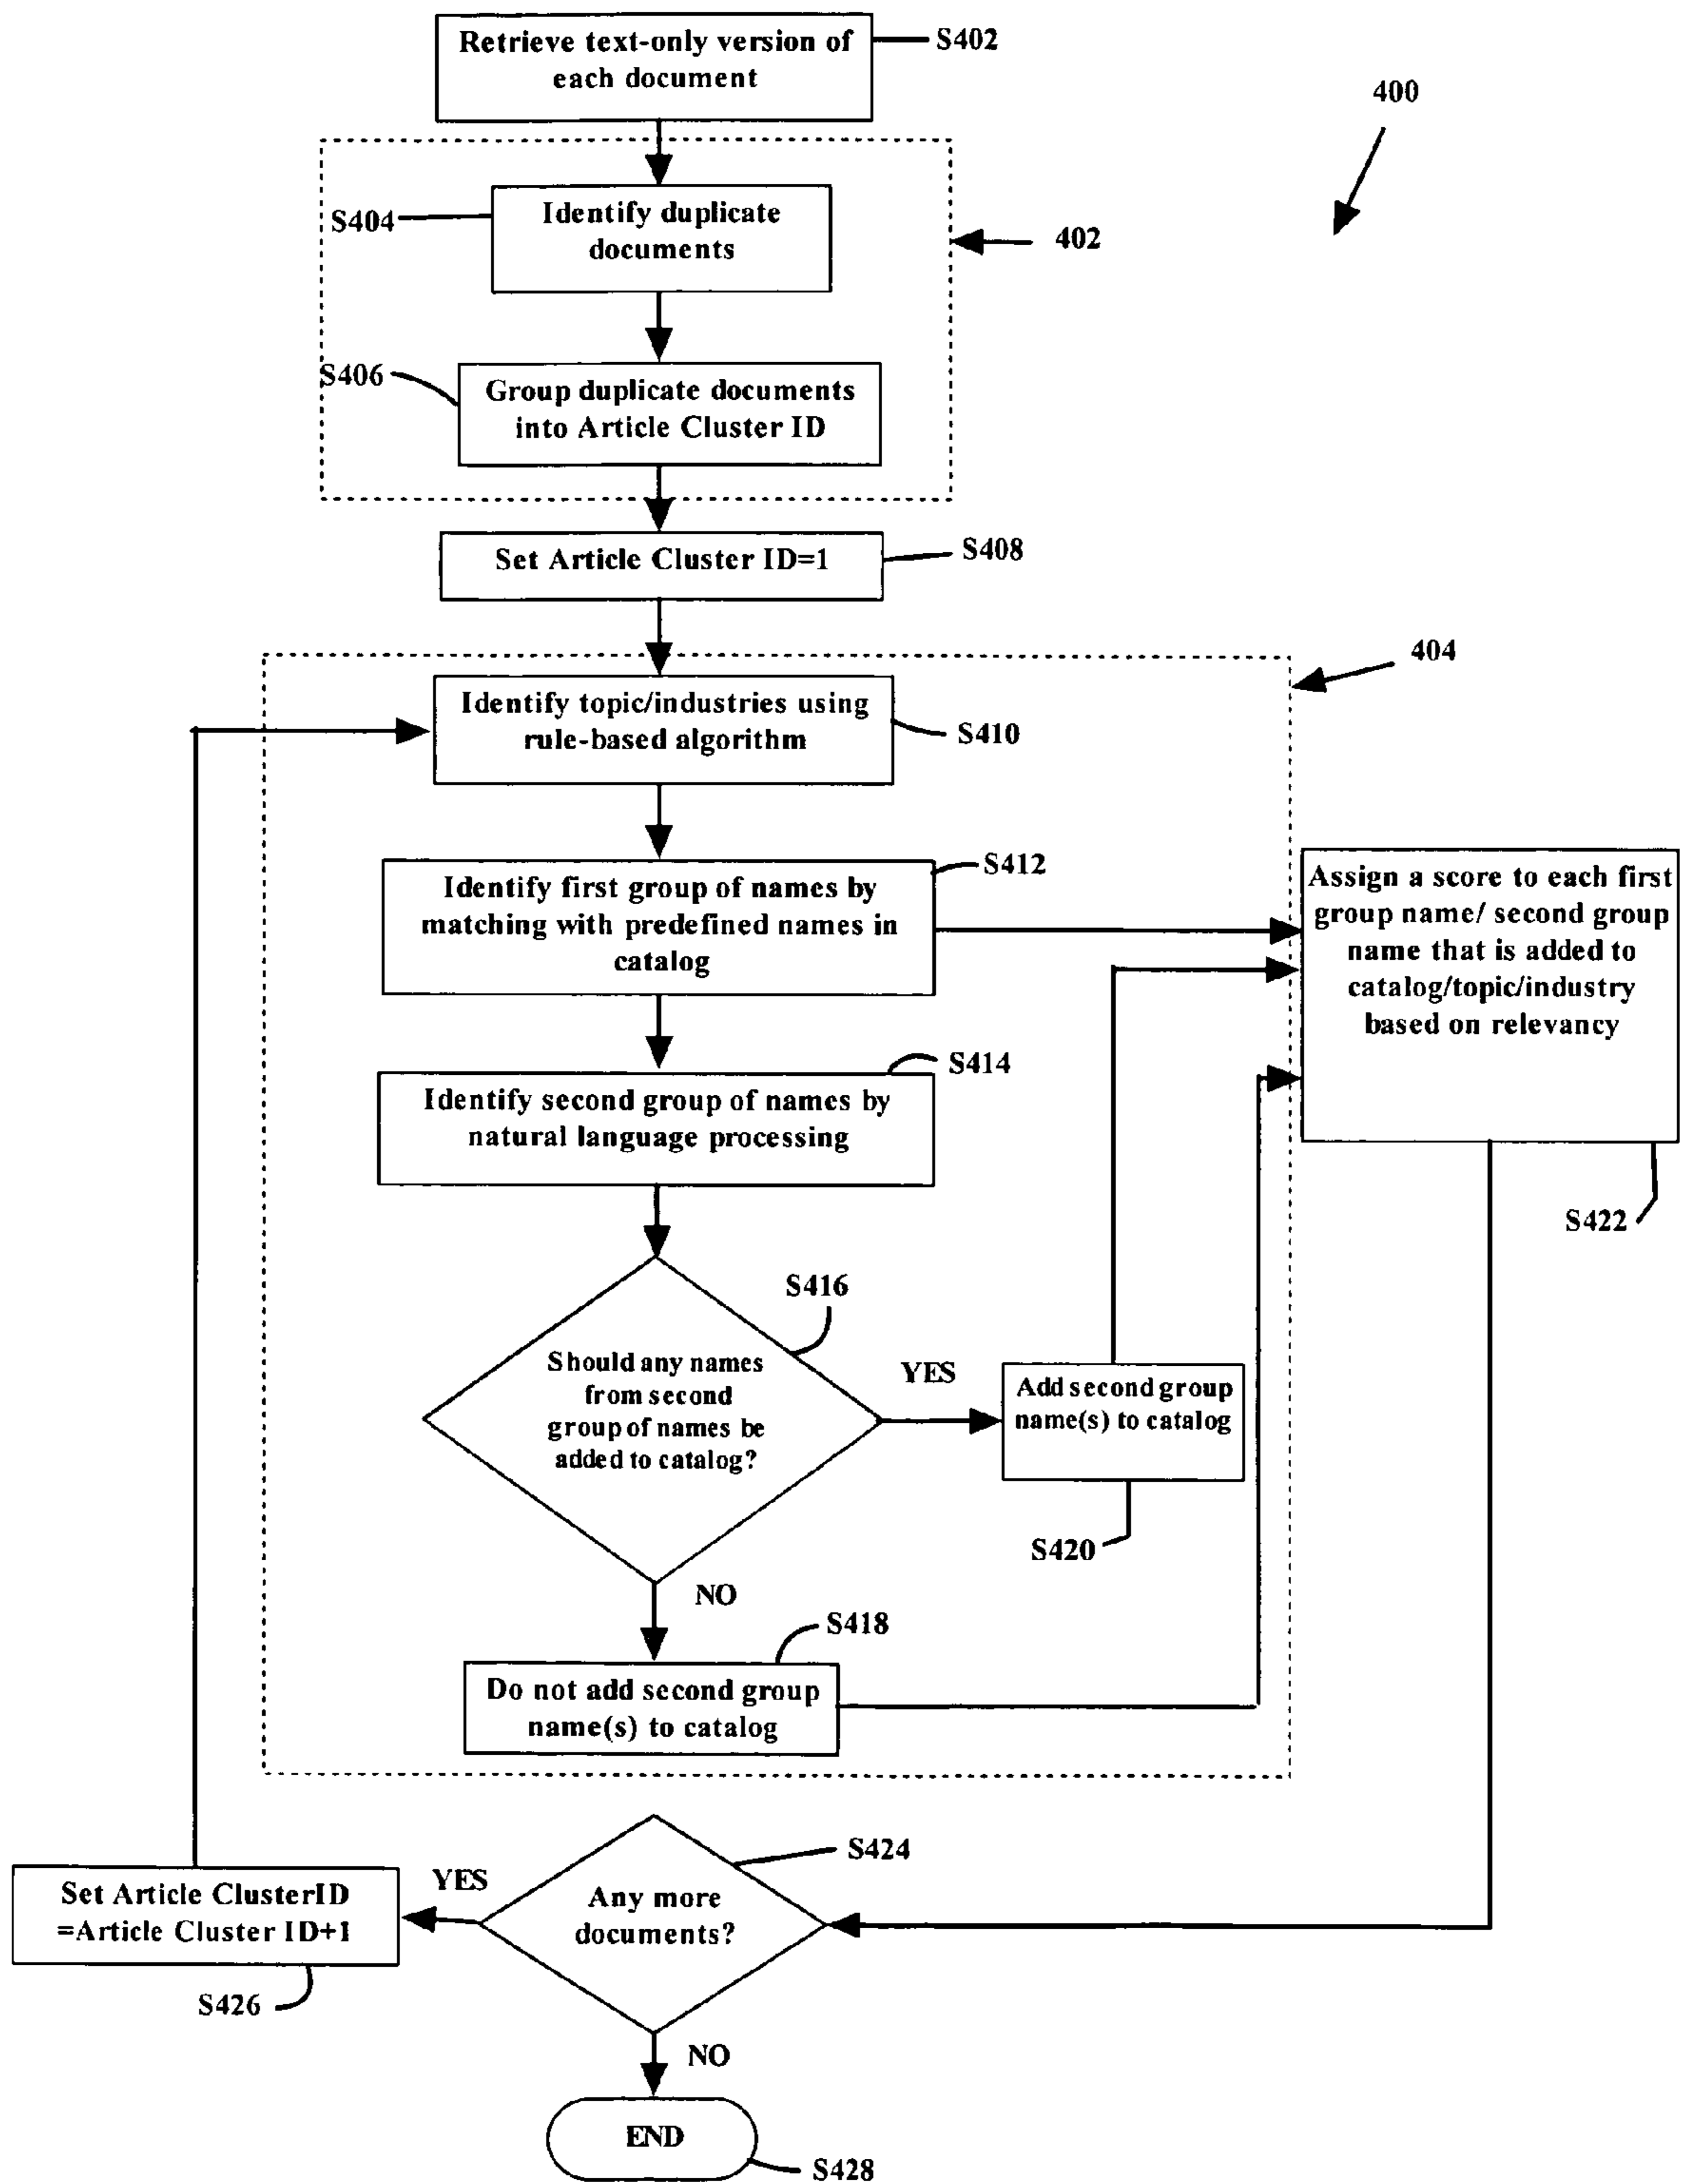 Retrieve text-only version of
each document
S402
400
S404
Identify duplicate
documents
402
S406
Group duplicate documents
into Article Cluster ID
Set Article Cluster ID=1
S408
404
Identify topic/industries using
rule-based algorithm
S410
S412
Identify first group of names by
matching with predefined names in
catalog
Assign a score to each first
group name/ second group
name that is added to
catalog/topic/industry
based on relevancy
S414
Identify second group of names by
natural language processing
S422
S416
Should any names
from second
group of names be
added to catalog?
YES
Add second group
name(s) to catalog
S420
NO
S418
Do not add second group
name(s) to catalog
S424
YES
Any more
documents?
Set Article ClusterID
=Article Cluster ID+1
S426
NO
END
S428